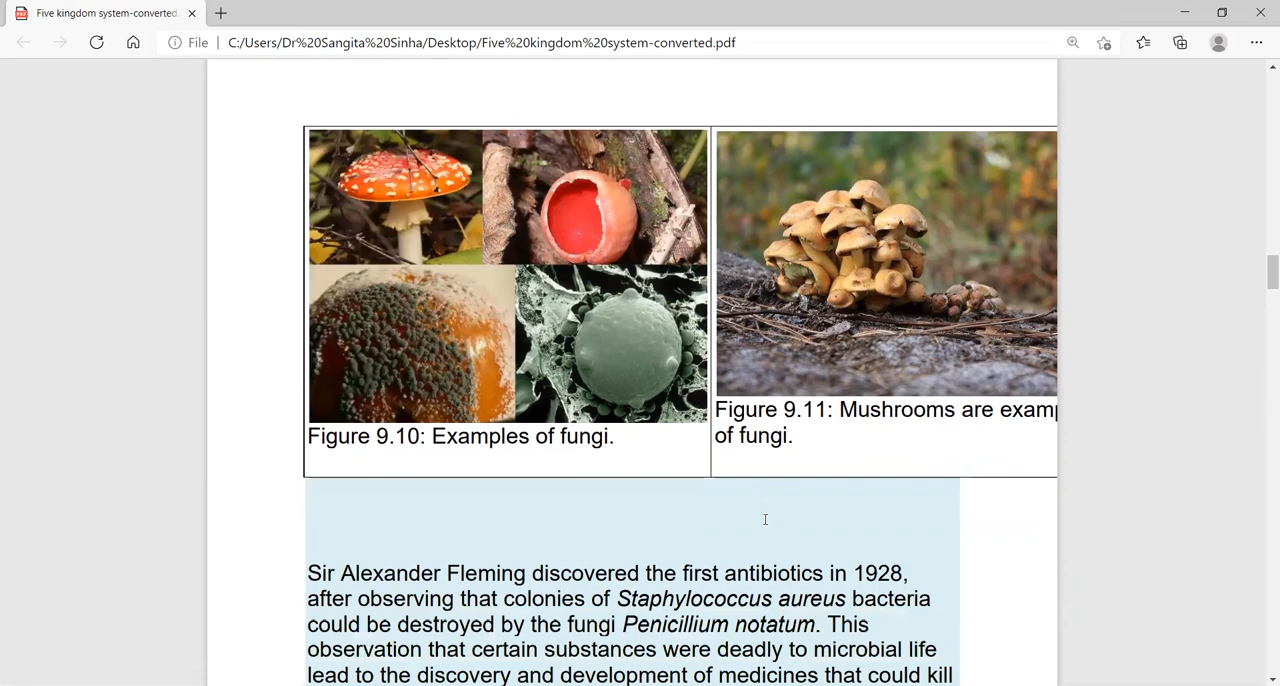 Five kingdom system-converted.
File
C:/Users/Dr%20Sangita%20Sinha/Desktop/Five%20kingdom%20system-converted.pdf
Figure 9.10: Examples of fungi.
Figure 9.11: Mushrooms are examp
of fungi.
Sir Alexander Fleming discovered the first antibiotics in 1928,
after observing that colonies of Staphylococcus aureus bacteria
could be destroyed by the fungi Penicillium notatum. This
observation that certain substances were deadly to microbial life
lead to the discovery and development of medicines that could kill